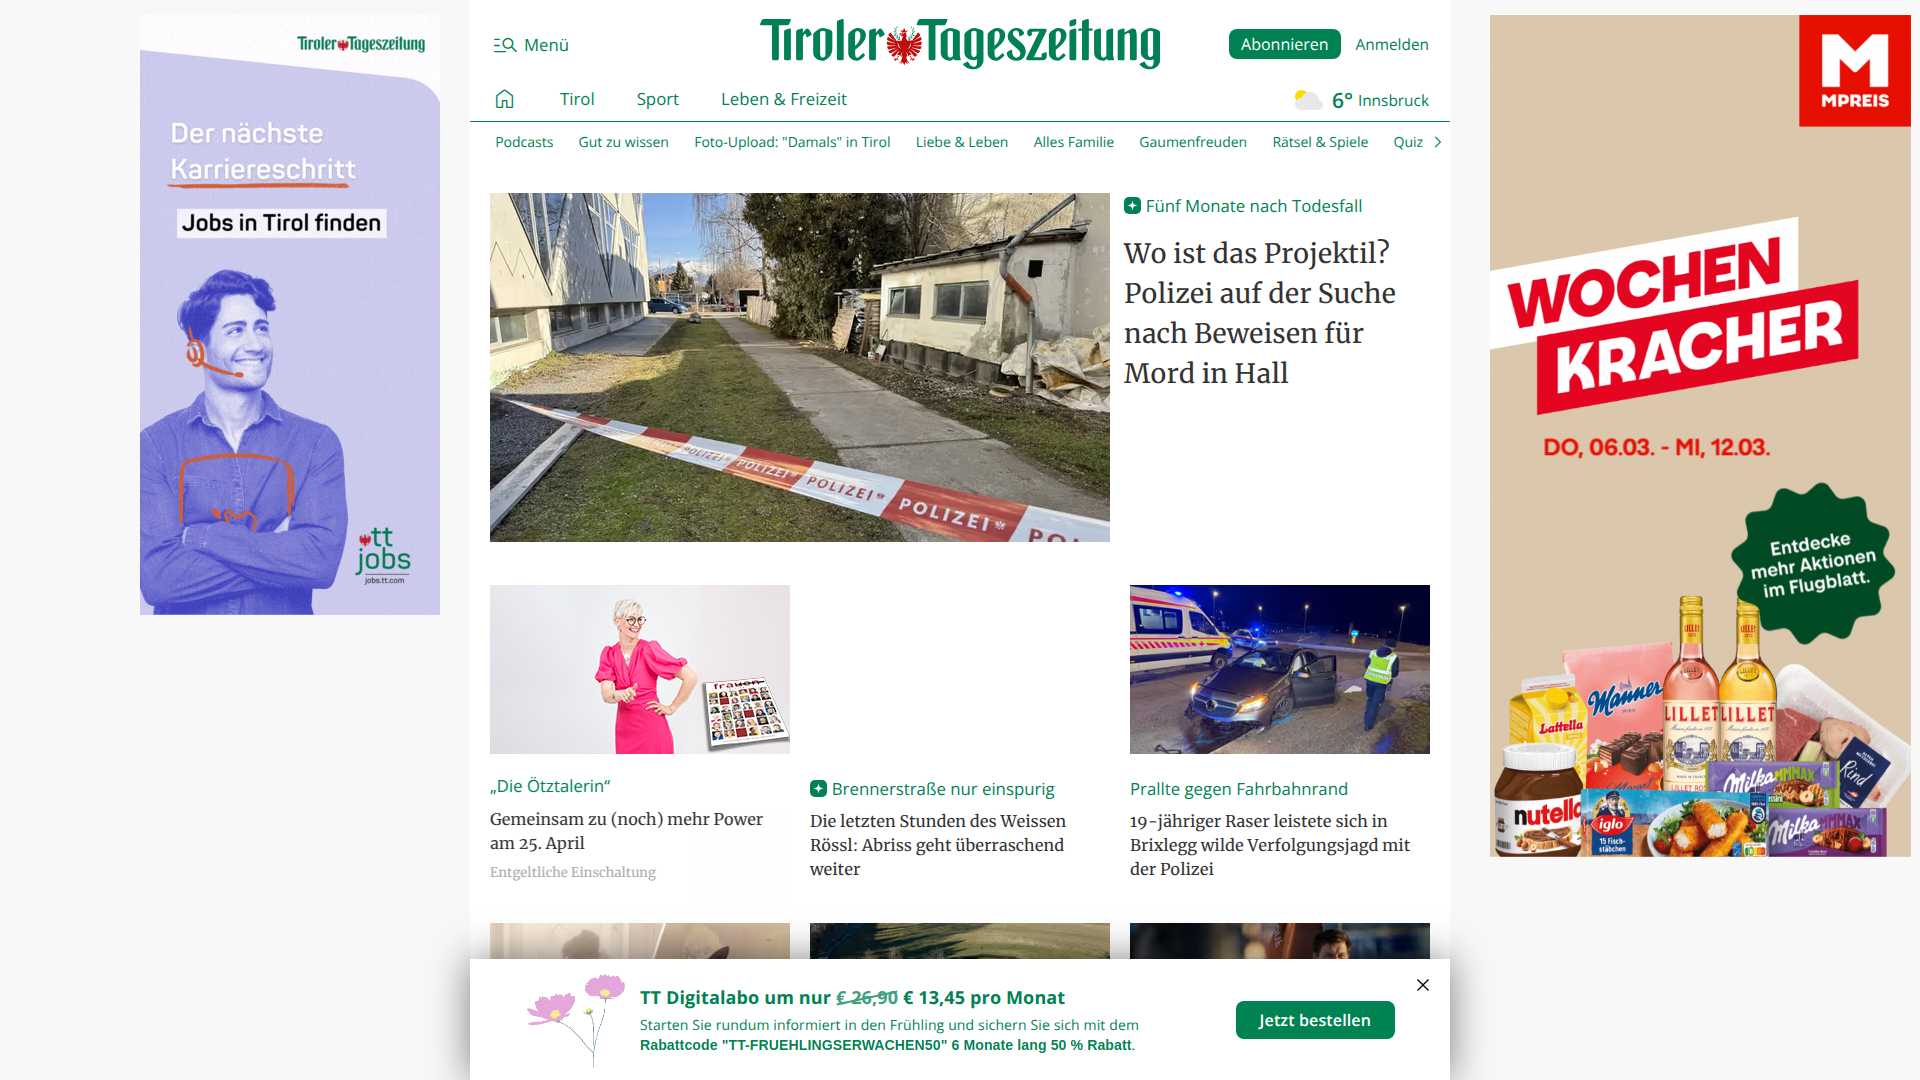 Tiroler Tageszeitung
Der nächste
Karriereschritt
Jobs in Tirol finden
tt
jobs
jobs.tt.com
Menü
Tiroler Tageszeitung
Abonnieren
Anmelden
Tirol
Sport
Leben & Freizeit
6° Innsbruck
Podcasts
Gut zu wissen
Foto-Upload: "Damals" in Tirol
Liebe & Leben
Alles Familie
Gaumenfreuden
Rätsel & Spiele
Quiz
POLIZEI
POLIZEI
POLIZEI
POLIZEI
Fünf Monate nach Todesfall
Wo ist das Projektil?
Polizei auf der Suche
nach Beweisen für
Mord in Hall
frauen
„Die Ötztalerin“
Gemeinsam zu (noch) mehr Power
am 25. April
Entgeltliche Einschaltung
Brennerstraße nur einspurig
Die letzten Stunden des Weissen
Rössl: Abriss geht überraschend
weiter
Prallte gegen Fahrbahnrand
19-jähriger Raser leistete sich in
Brixlegg wilde Verfolgungsjagd mit
der Polizei
TT Digitalabo um nur € 26,90 € 13,45 pro Monat
Starten Sie rundum informiert in den Frühling und sichern Sie sich mit dem
Rabattcode "TT-FRUEHLINGSERWACHEN50" 6 Monate lang 50 % Rabatt.
Jetzt bestellen
M
MPREIS
WOCHEN
KRACHER
DO, 06.03. - MI, 12.03.
Entdecke
mehr Aktionen
im Flugblatt.
Lattella
Manner
LILLET
LILLET
Rind
nutella
iglo
15 Fisch-
stäbchen
Milka MMMAX
Milka MMMAX